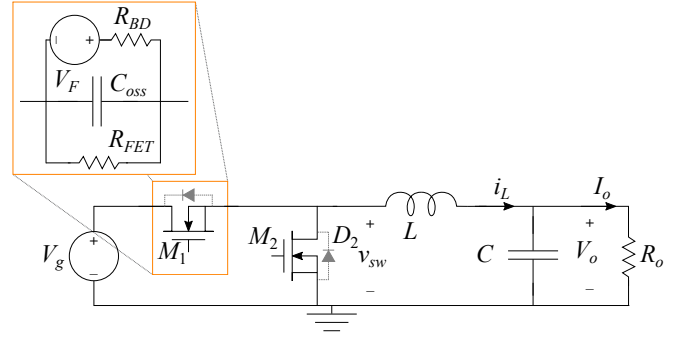 R_BD
V_F
C_oss
R_FET
V_g
M_1
M_2
D_2
v_sw
L
i_L
I_o
C
V_o
R_o